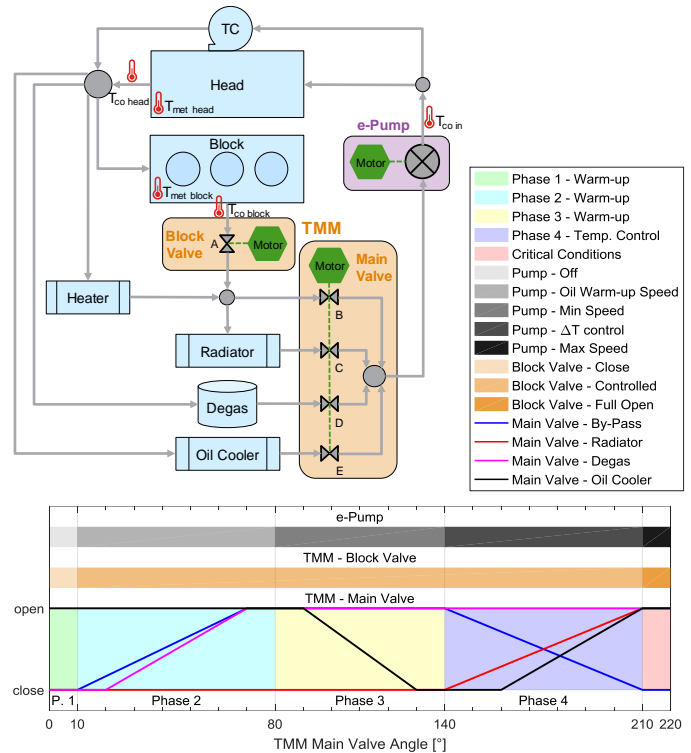 TC
Head
T co head
T met head
T co in
e-Pump
Motor
Block
T met block
T co block
Block
Valve
A
Motor
TMM
Motor
Main
Valve
Heater
B
Radiator
C
Degas
D
Oil Cooler
E
Phase 1 - Warm-up
Phase 2 - Warm-up
Phase 3 - Warm-up
Phase 4 - Temp. Control
Critical Conditions
Pump - Off
Pump - Oil Warm-up Speed
Pump - Min Speed
Pump - ΔT control
Pump - Max Speed
Block Valve - Close
Block Valve - Controlled
Block Valve - Full Open
Main Valve - By-Pass
Main Valve - Radiator
Main Valve - Degas
Main Valve - Oil Cooler
e-Pump
TMM - Block Valve
TMM - Main Valve
open
close
P. 1 Phase 2 Phase 3 Phase 4
0 10 80 140 210 220
TMM Main Valve Angle [°]